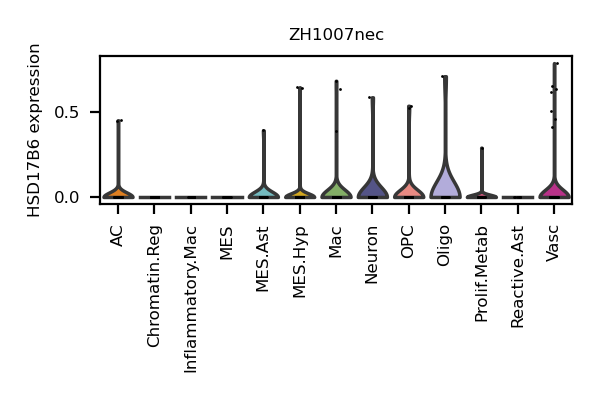 ZH1007nec
HSD17B6 expression
0.5
0.0
AC
Chromatin.Reg
Inflammatory.Mac
MES
MES.Ast
MES.Hyp
Mac
Neuron
OPC
Oligo
Prolif.Metab
Reactive.Ast
Vasc